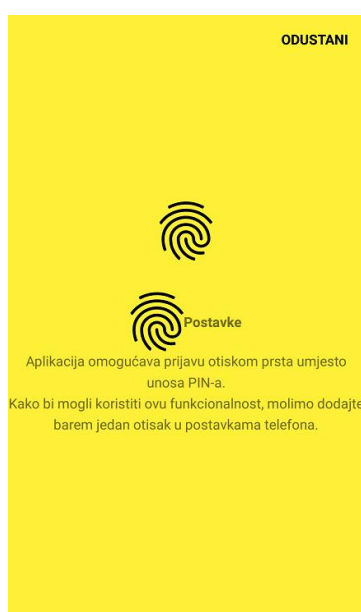 ODUSTANI
Postavke
Aplikacija omogućava prijavu otiskom prsta umjesto
unosa PIN-a.
Kako bi mogli koristiti ovu funkcionalnost, molimo dodajte
barem jedan otisak u postavkama telefona.